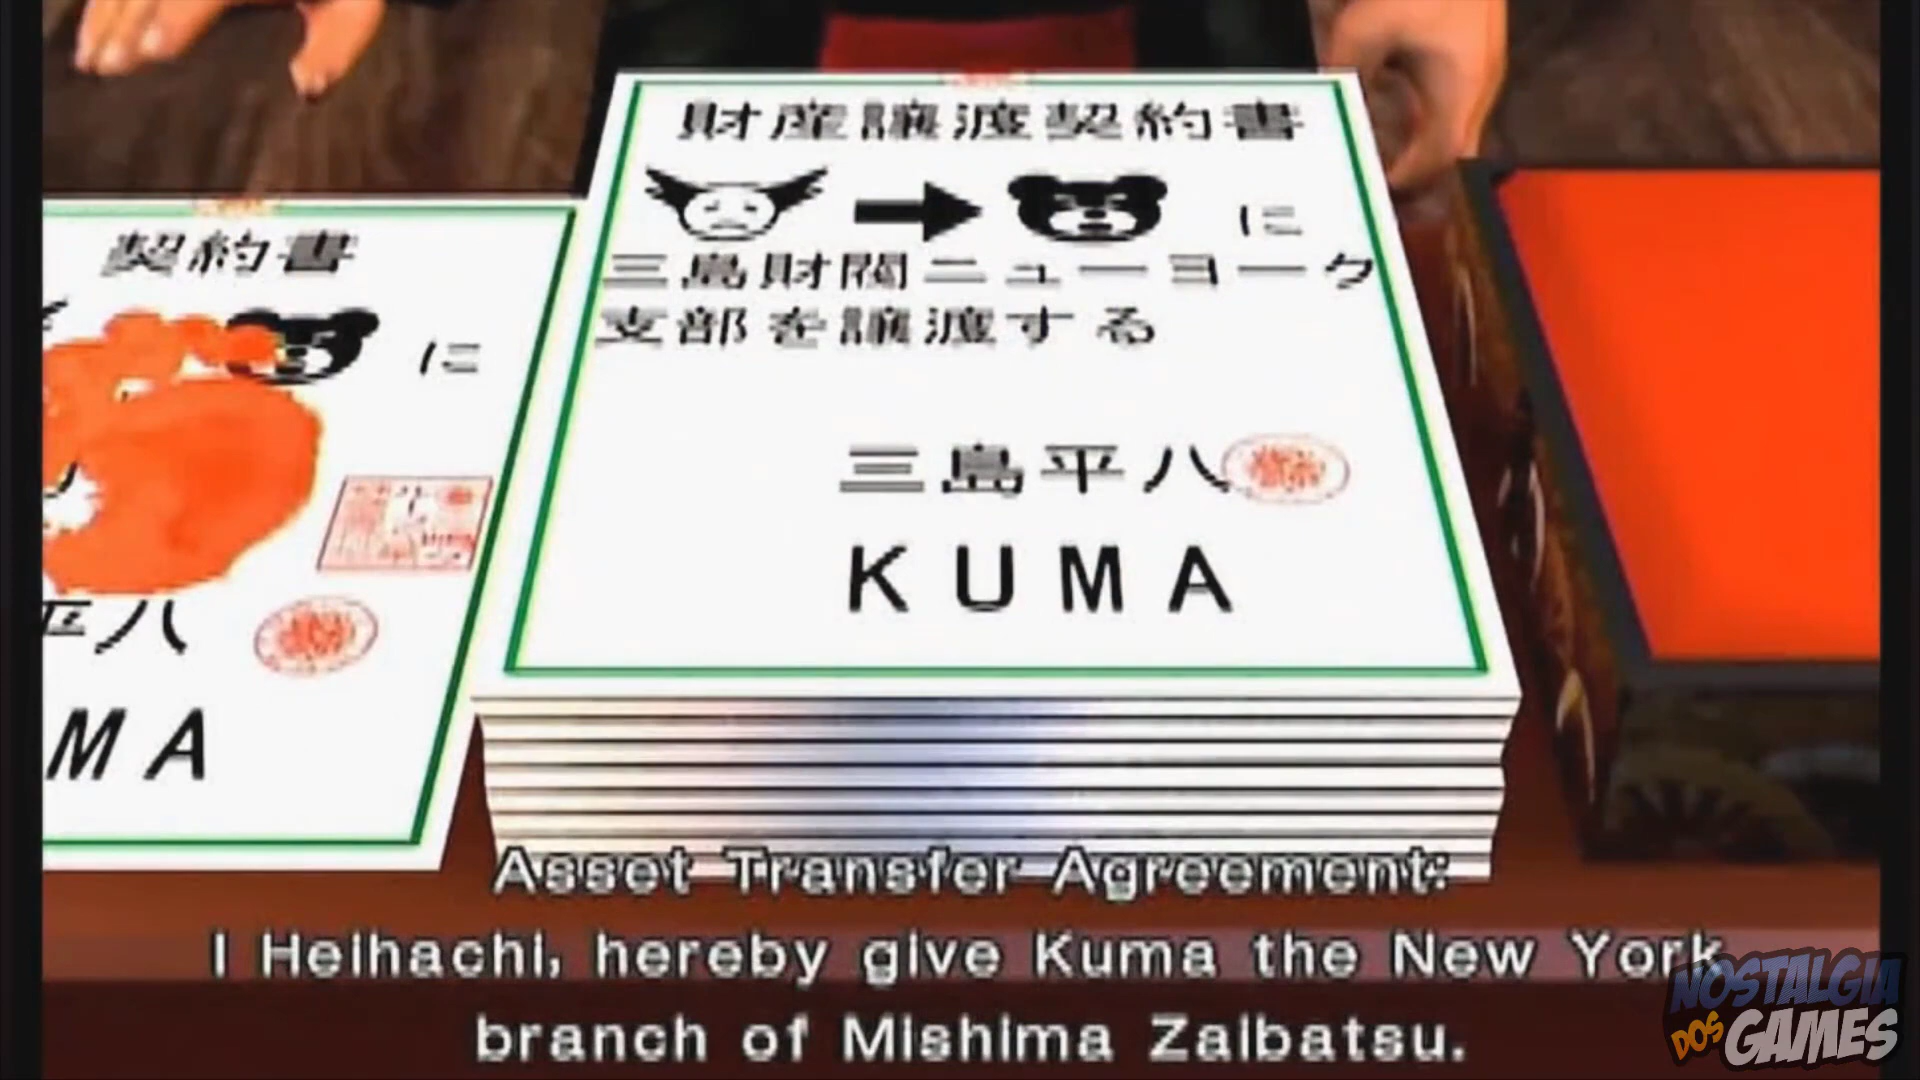 財産譲渡契約書
に
三島財閥ニューヨーク
支部を譲渡する
三島平八
KUMA
契約書
に
平八
MA
Asset Transfer Agreement:
I Heihachi, hereby give Kuma the New York
branch of Mishima Zaibatsu.
NOSTALGIA
DOS GAMES